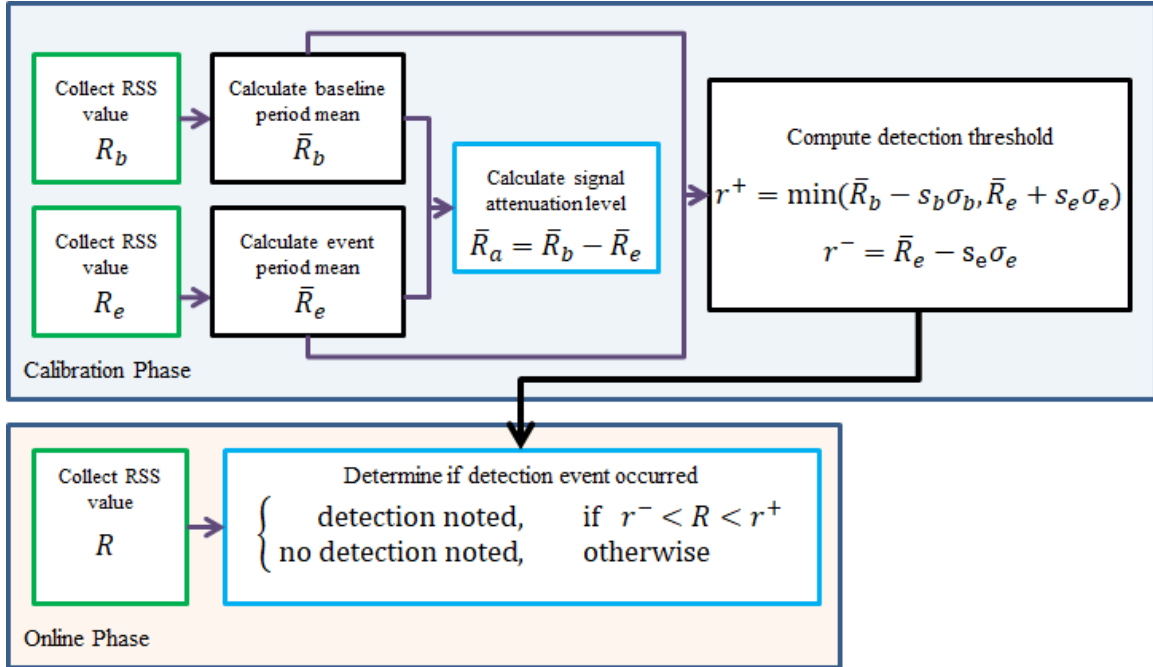 Collect RSS
value
R_b
Calculate baseline
period mean
R̄_b
Collect RSS
value
R_e
Calculate event
period mean
R̄_e
Calculate signal
attenuation level
R̄_a = R̄_b − R̄_e
Compute detection threshold
r⁺ = min(R̄_b − s_bσ_b, R̄_e + s_eσ_e)
r⁻ = R̄_e − s_eσ_e
Calibration Phase
Collect RSS
value
R
Determine if detection event occurred
{ detection noted, if r⁻ < R < r⁺
no detection noted, otherwise
Online Phase